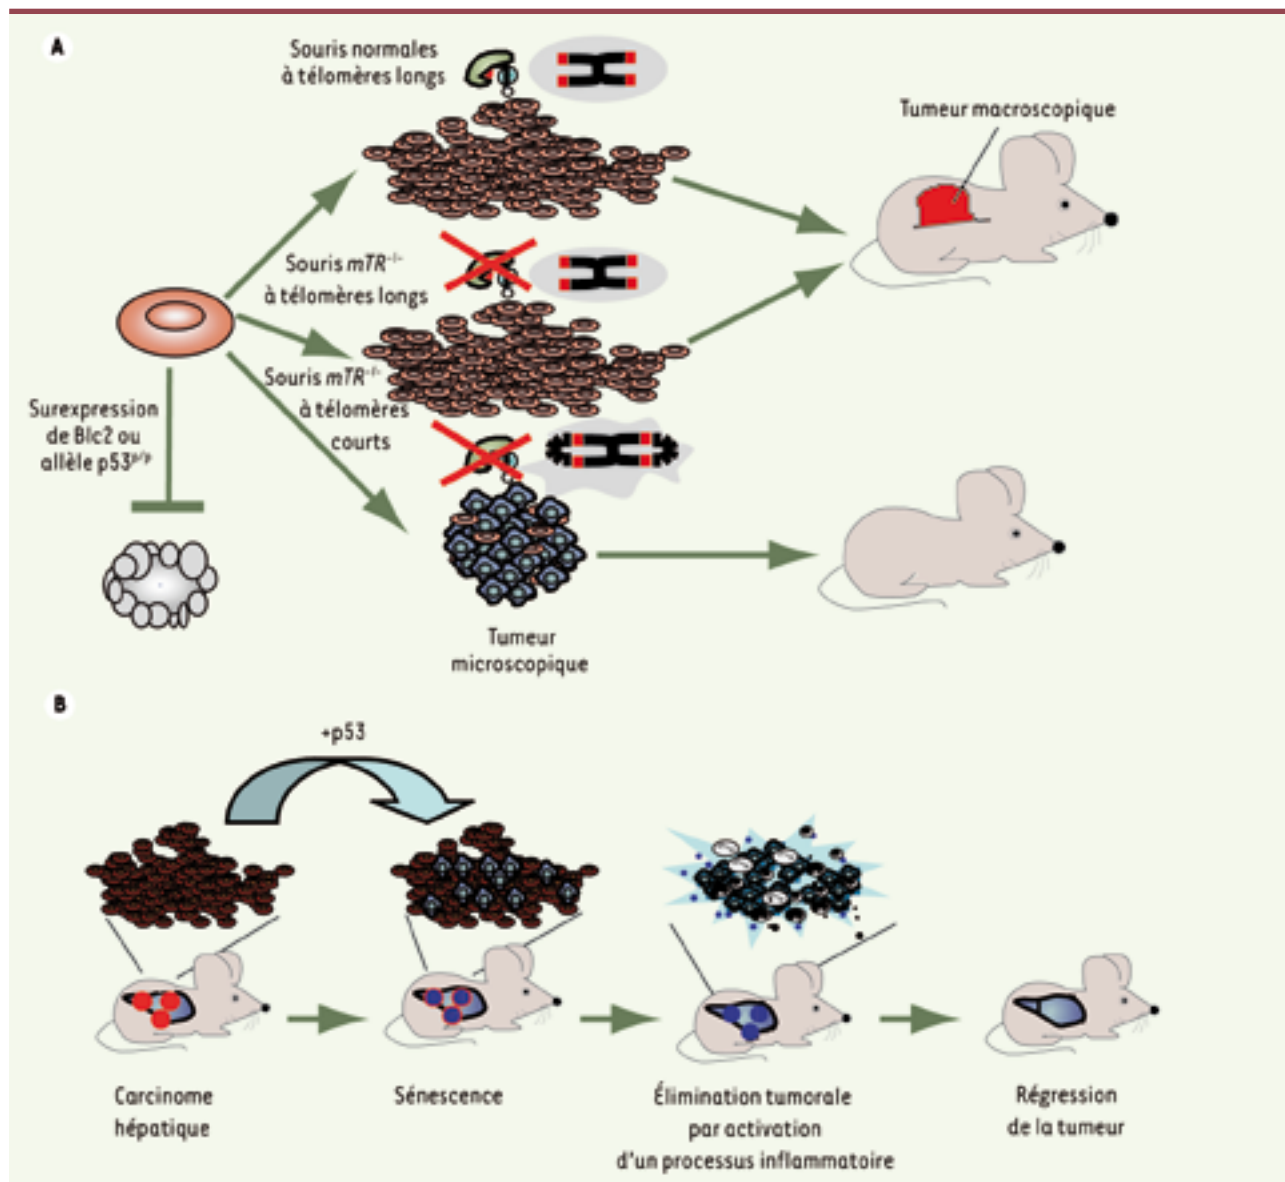 A
Souris normales
à télomères longs
Tumeur macroscopique
Souris mTR⁻/⁻
à télomères longs
Souris mTR⁻/⁻
à télomères
courts
Surexpression
de Blc2 ou
allèle p53ᵖ/ᵖ
Tumeur
microscopique
B
+p53
Carcinome
hépatique
Sénescence
Élimination tumorale
par activation
d'un processus inflammatoire
Régression
de la tumeur